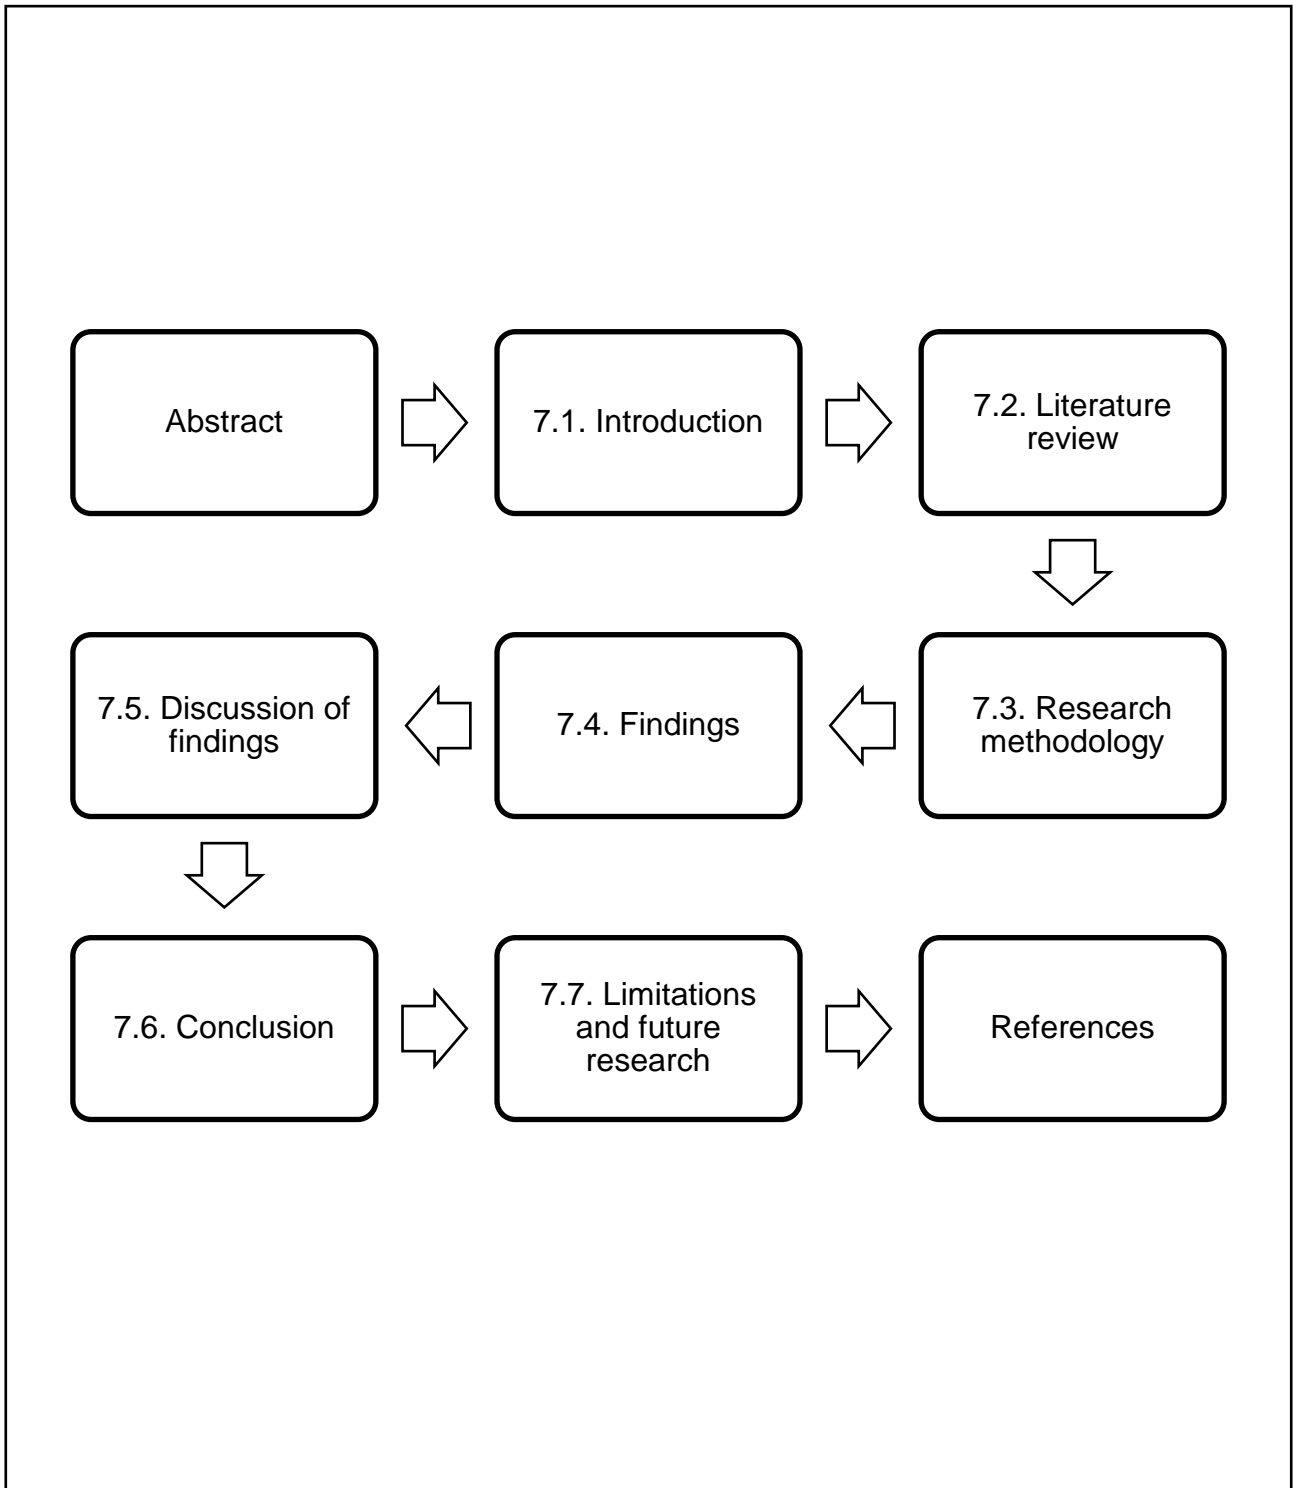 Abstract
7.1. Introduction
7.2. Literature
review
7.3. Research
methodology
7.4. Findings
7.5. Discussion of
findings
7.6. Conclusion
7.7. Limitations
and future
research
References